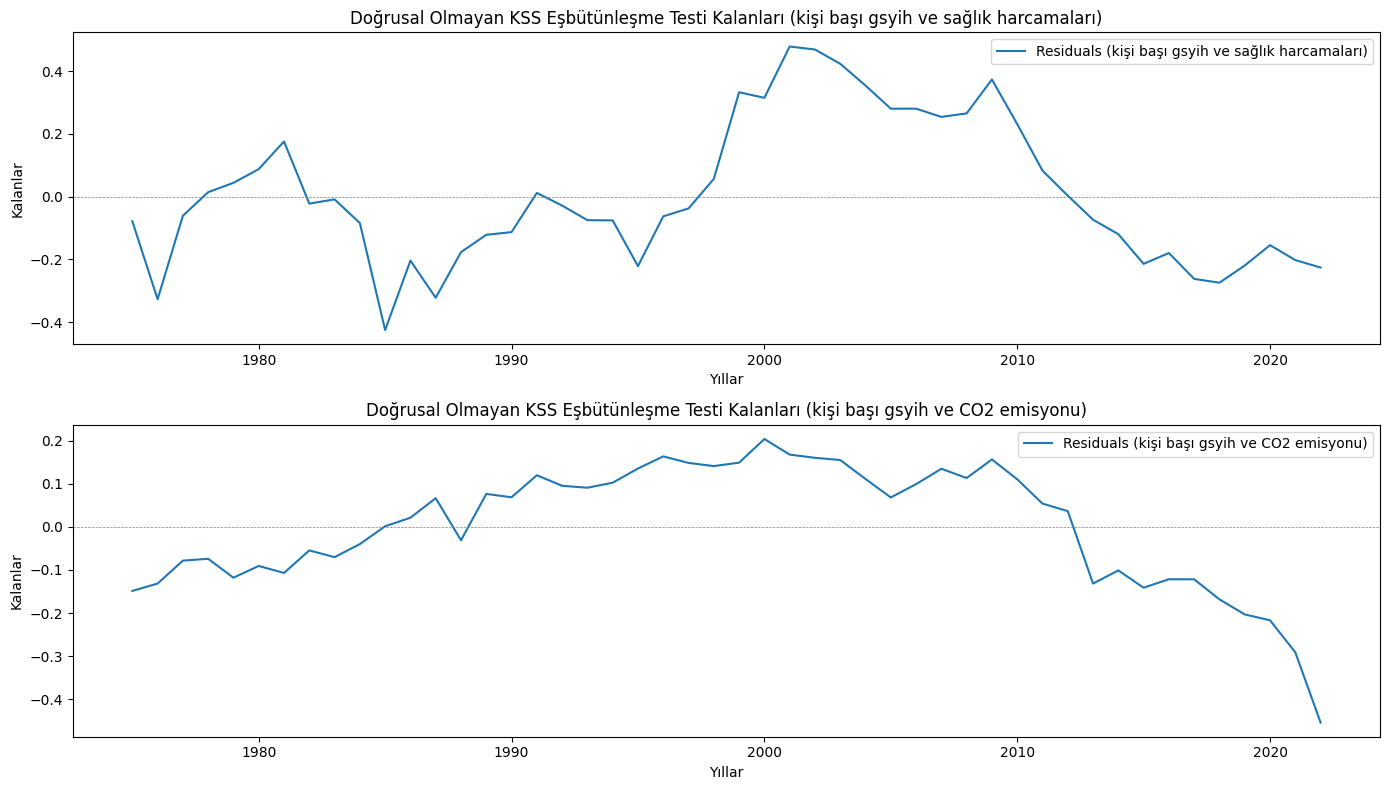 Doğrusal Olmayan KSS Eşbütünleşme Testi Kalanları (kişi başı gsyih ve sağlık harcamaları)
Residuals (kişi başı gsyih ve sağlık harcamaları)
0.4
0.2
0.0
−0.2
−0.4
Kalanlar
1980
1990
2000
2010
2020
Yıllar
Doğrusal Olmayan KSS Eşbütünleşme Testi Kalanları (kişi başı gsyih ve CO2 emisyonu)
Residuals (kişi başı gsyih ve CO2 emisyonu)
0.2
0.1
0.0
−0.1
−0.2
−0.3
−0.4
Kalanlar
1980
1990
2000
2010
2020
Yıllar